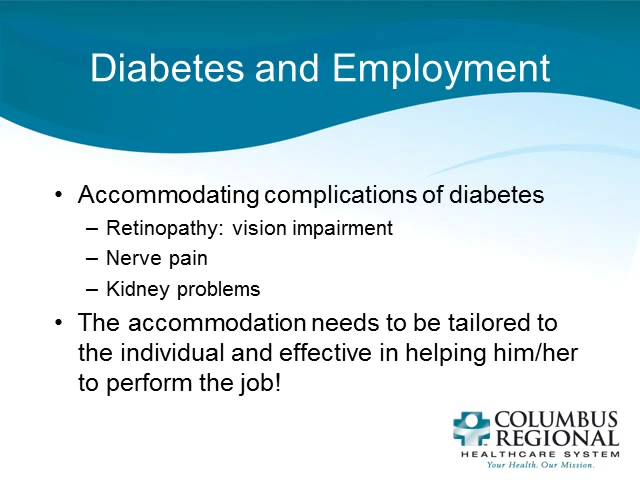 Diabetes and Employment
• Accommodating complications of diabetes
– Retinopathy: vision impairment
– Nerve pain
– Kidney problems
• The accommodation needs to be tailored to
the individual and effective in helping him/her
to perform the job!
COLUMBUS
REGIONAL
HEALTHCARE SYSTEM
Your Health. Our Mission.